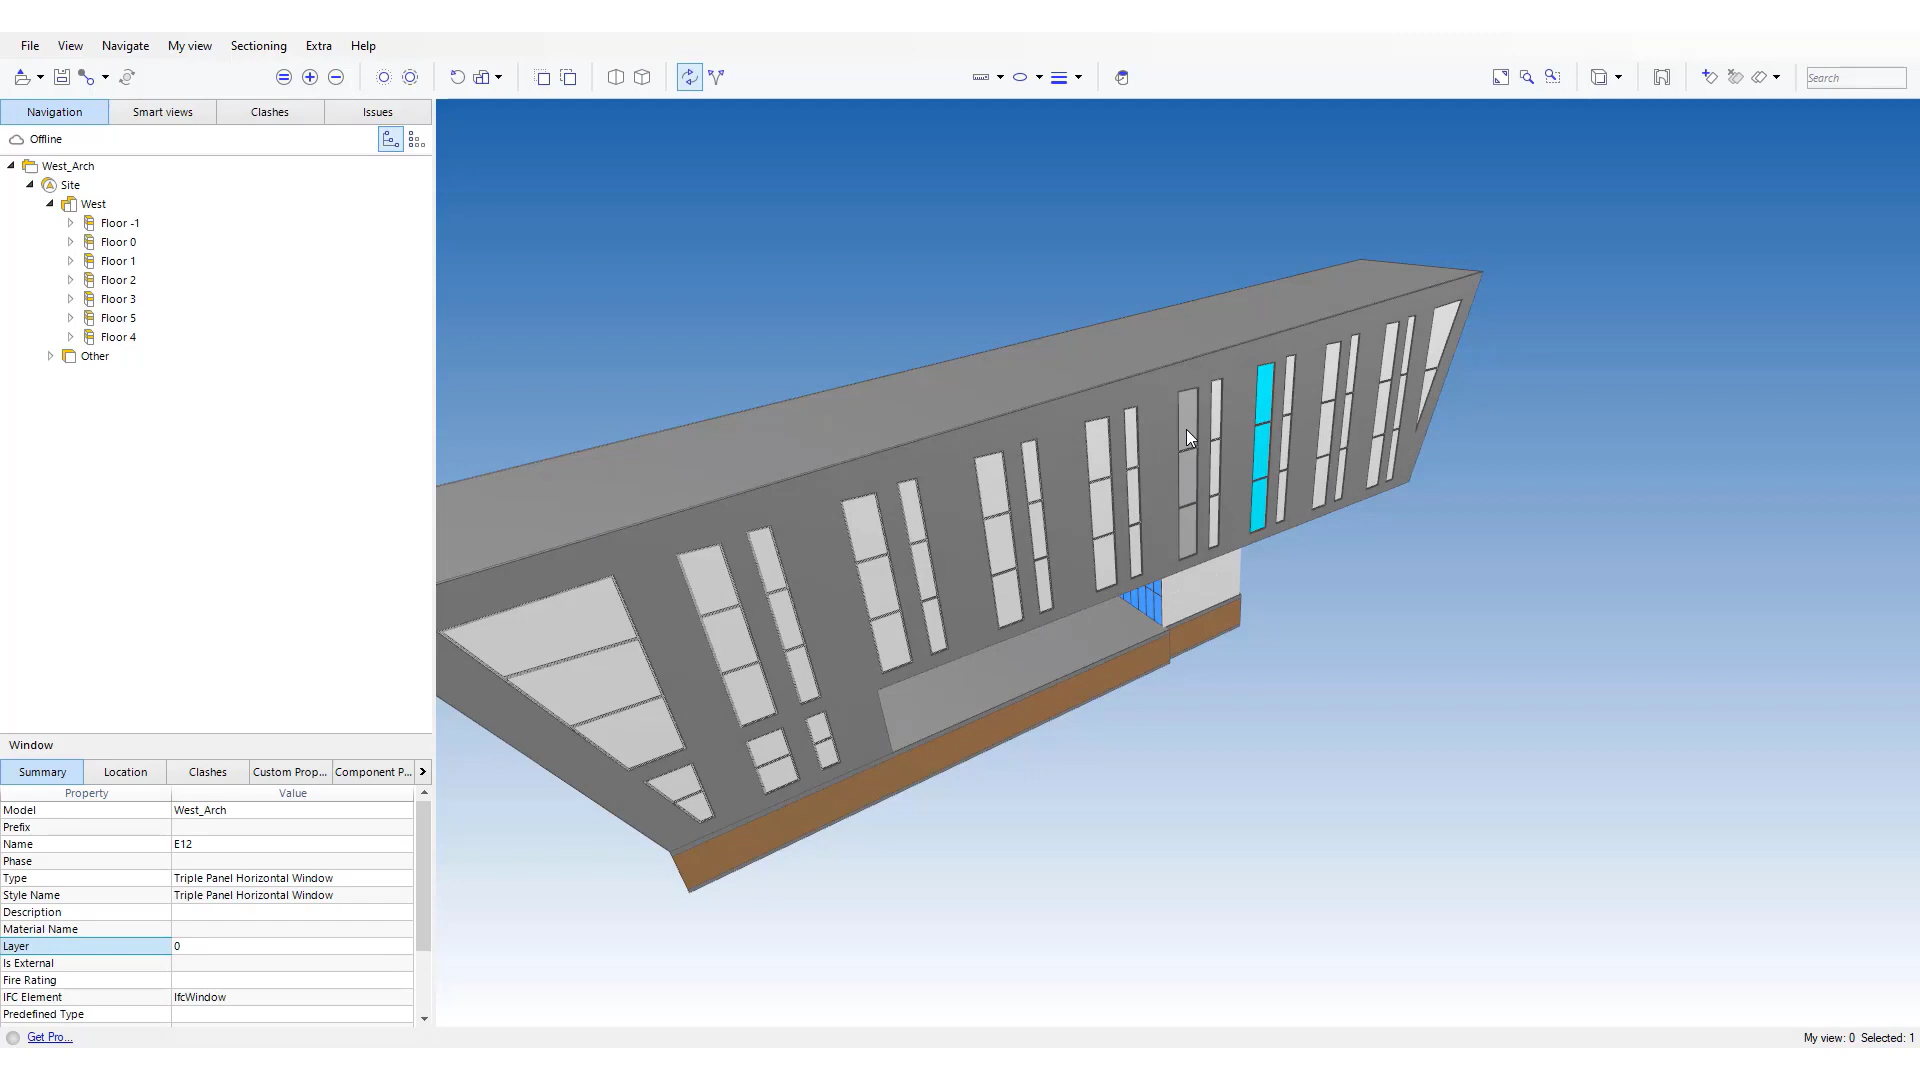 File View Navigate My view Sectioning Extra Help
Search
Navigation Smart views Clashes Issues
Offline
West_Arch
Site
West
Floor -1
Floor 0
Floor 1
Floor 2
Floor 3
Floor 5
Floor 4
Other
Window
Summary Location Clashes Custom Prop... Component P...
Property Value
Model West_Arch
Prefix
Name E12
Phase
Type Triple Panel Horizontal Window
Style Name Triple Panel Horizontal Window
Description
Material Name
Layer 0
Is External
Fire Rating
IFC Element IfcWindow
Predefined Type
Get Pro...
My view: 0 Selected: 1